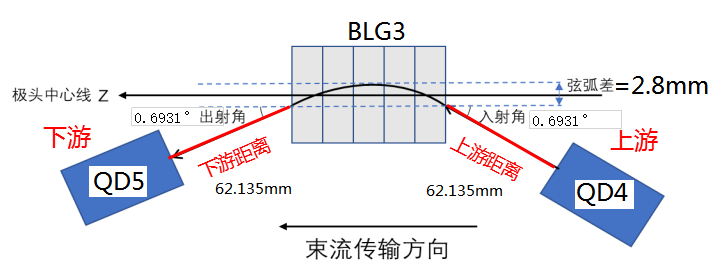 BLG3
弦弧差=2.8mm
极头中心线 Z
0.6931° 出射角
入射角 0.6931°
下游
上游
下游距离
上游距离
QD5
QD4
62.135mm
62.135mm
束流传输方向